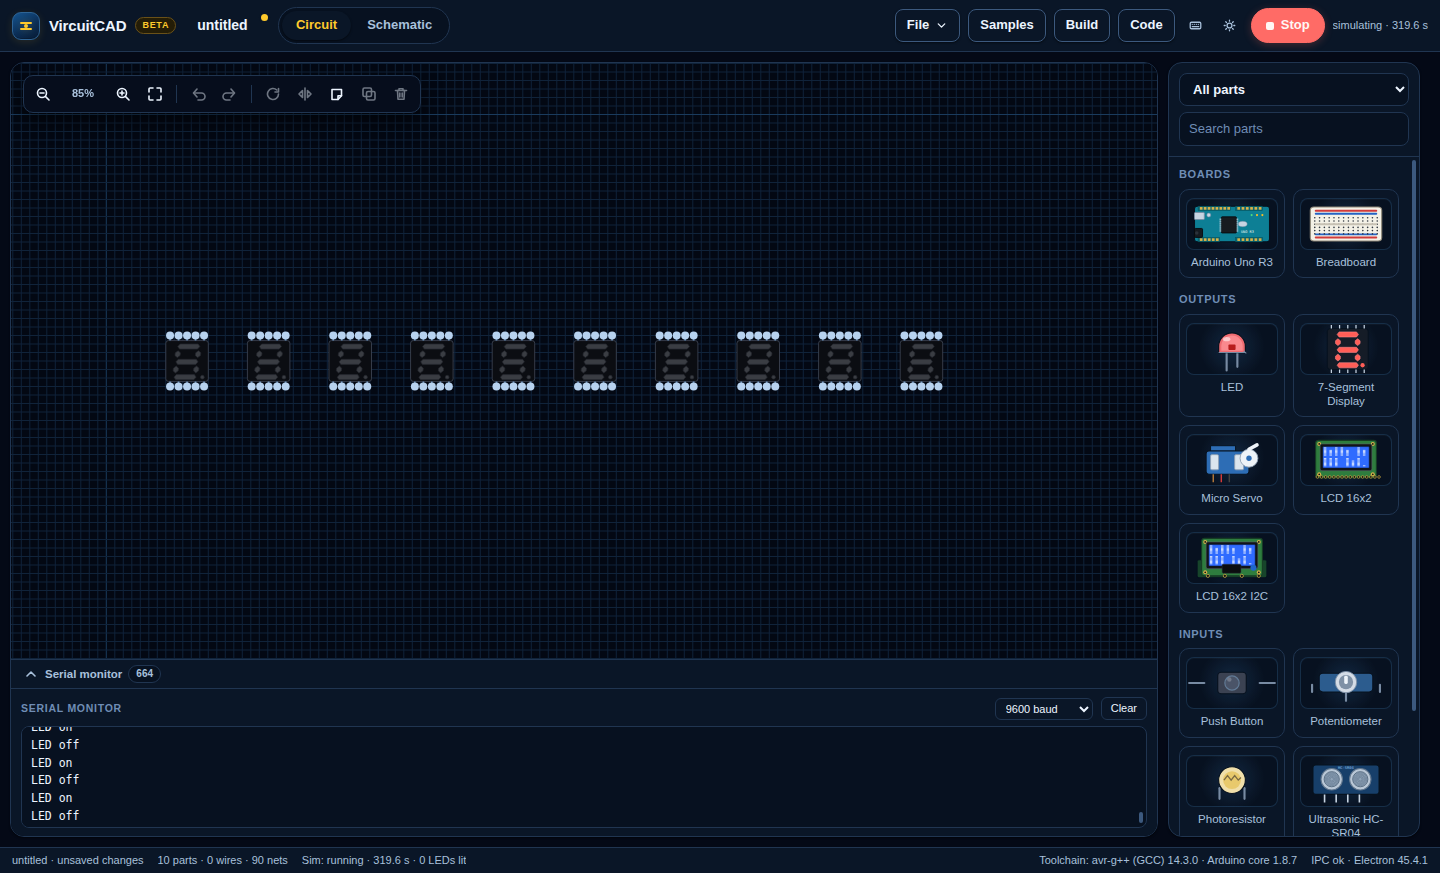 VircuitCAD BETA untitled Circuit Schematic File Samples Build Code Stop simulating · 319.6 s
85%
All parts
Search parts
BOARDS
Arduino Uno R3 Breadboard
OUTPUTS
LED 7-Segment Display
Micro Servo LCD 16x2
LCD 16x2 I2C
INPUTS
Push Button Potentiometer
Photoresistor Ultrasonic HC-SR04
Serial monitor 664
SERIAL MONITOR 9600 baud Clear
LED on
LED off
LED on
LED off
LED on
LED off
untitled · unsaved changes 10 parts · 0 wires · 90 nets Sim: running · 319.6 s · 0 LEDs lit Toolchain: avr-g++ (GCC) 14.3.0 · Arduino core 1.8.7 IPC ok · Electron 45.4.1